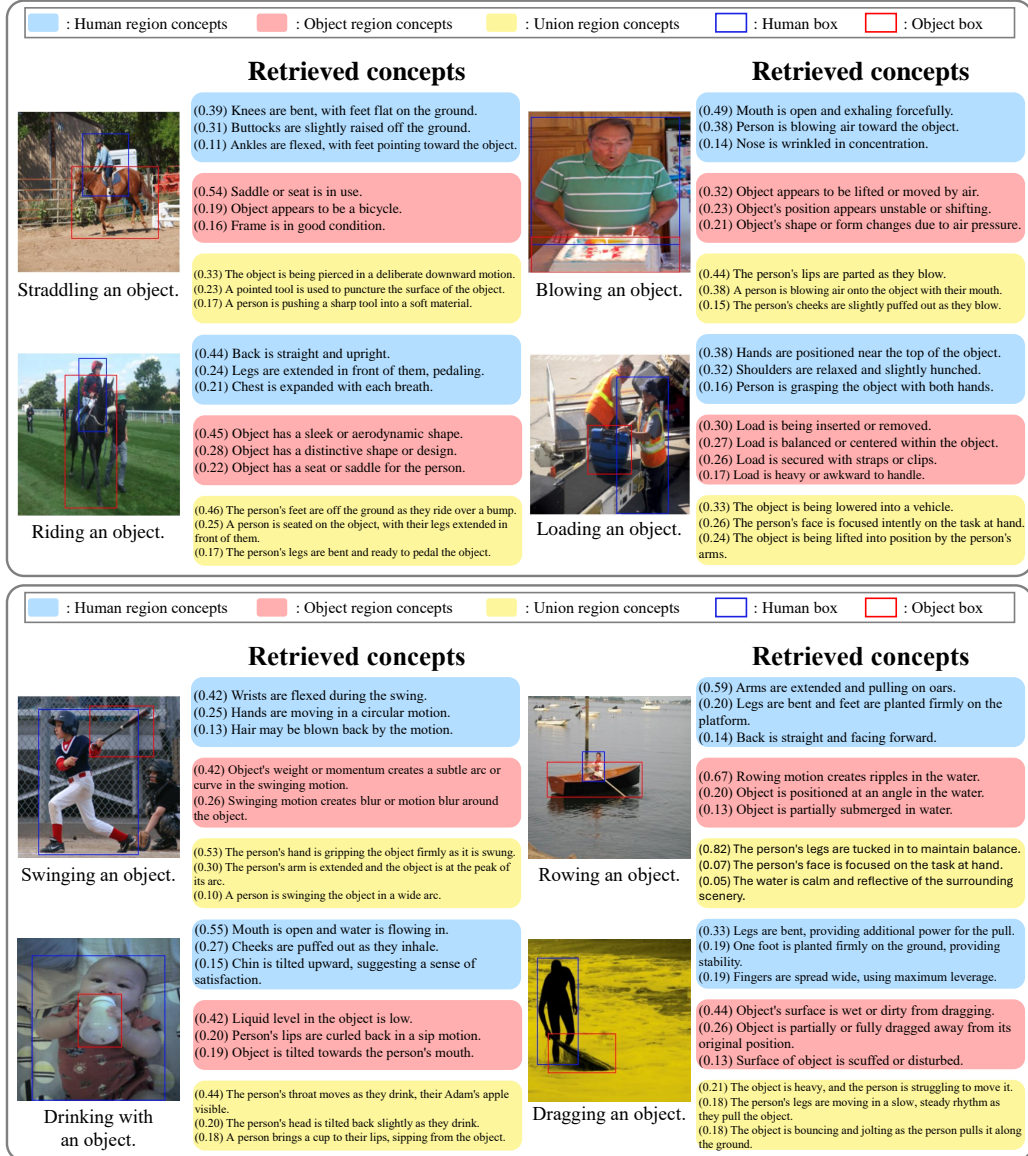 : Human region concepts : Object region concepts : Union region concepts : Human box : Object box
Retrieved concepts
(0.39) Knees are bent, with feet flat on the ground.
(0.31) Buttocks are slightly raised off the ground.
(0.11) Ankles are flexed, with feet pointing toward the object.
(0.54) Saddle or seat is in use.
(0.19) Object appears to be a bicycle.
(0.16) Frame is in good condition.
(0.33) The object is being pierced in a deliberate downward motion.
(0.23) A pointed tool is used to puncture the surface of the object.
(0.17) A person is pushing a sharp tool into a soft material.
Straddling an object.
Retrieved concepts
(0.49) Mouth is open and exhaling forcefully.
(0.38) Person is blowing air toward the object.
(0.14) Nose is wrinkled in concentration.
(0.32) Object appears to be lifted or moved by air.
(0.23) Object's position appears unstable or shifting.
(0.21) Object's shape or form changes due to air pressure.
(0.44) The person's lips are parted as they blow.
(0.38) A person is blowing air onto the object with their mouth.
(0.15) The person's cheeks are slightly puffed out as they blow.
Blowing an object.
(0.44) Back is straight and upright.
(0.24) Legs are extended in front of them, pedaling.
(0.21) Chest is expanded with each breath.
(0.45) Object has a sleek or aerodynamic shape.
(0.28) Object has a distinctive shape or design.
(0.22) Object has a seat or saddle for the person.
(0.46) The person's feet are off the ground as they ride over a bump.
(0.25) A person is seated on the object, with their legs extended in
front of them.
(0.17) The person's legs are bent and ready to pedal the object.
Riding an object.
(0.38) Hands are positioned near the top of the object.
(0.32) Shoulders are relaxed and slightly hunched.
(0.16) Person is grasping the object with both hands.
(0.30) Load is being inserted or removed.
(0.27) Load is balanced or centered within the object.
(0.26) Load is secured with straps or clips.
(0.17) Load is heavy or awkward to handle.
(0.33) The object is being lowered into a vehicle.
(0.26) The person's face is focused intently on the task at hand.
(0.24) The object is being lifted into position by the person's
arms.
Loading an object.
: Human region concepts : Object region concepts : Union region concepts : Human box : Object box
Retrieved concepts
(0.42) Wrists are flexed during the swing.
(0.25) Hands are moving in a circular motion.
(0.13) Hair may be blown back by the motion.
(0.42) Object's weight or momentum creates a subtle arc or
curve in the swinging motion.
(0.26) Swinging motion creates blur or motion blur around
the object.
(0.53) The person's hand is gripping the object firmly as it is swung.
(0.30) The person's arm is extended and the object is at the peak of
its arc.
(0.10) A person is swinging the object in a wide arc.
Swinging an object.
Retrieved concepts
(0.59) Arms are extended and pulling on oars.
(0.20) Legs are bent and feet are planted firmly on the
platform.
(0.14) Back is straight and facing forward.
(0.67) Rowing motion creates ripples in the water.
(0.20) Object is positioned at an angle in the water.
(0.13) Object is partially submerged in water.
(0.82) The person's legs are tucked in to maintain balance.
(0.07) The person's face is focused on the task at hand.
(0.05) The water is calm and reflective of the surrounding
scenery.
Rowing an object.
(0.55) Mouth is open and water is flowing in.
(0.27) Cheeks are puffed out as they inhale.
(0.15) Chin is tilted upward, suggesting a sense of
satisfaction.
(0.42) Liquid level in the object is low.
(0.20) Person's lips are curled back in a sip motion.
(0.19) Object is tilted towards the person's mouth.
(0.44) The person's throat moves as they drink, their Adam's apple
visible.
(0.20) The person's head is tilted back slightly as they drink.
(0.18) A person brings a cup to their lips, sipping from the object.
Drinking with
an object.
(0.33) Legs are bent, providing additional power for the pull.
(0.19) One foot is planted firmly on the ground, providing
stability.
(0.19) Fingers are spread wide, using maximum leverage.
(0.44) Object's surface is wet or dirty from dragging.
(0.26) Object is partially or fully dragged away from its
original position.
(0.13) Surface of object is scuffed or disturbed.
(0.21) The object is heavy, and the person is struggling to move it.
(0.18) The person's legs are moving in a slow, steady rhythm as
they pull the object.
(0.18) The object is bouncing and jolting as the person pulls it along
the ground.
Dragging an object.